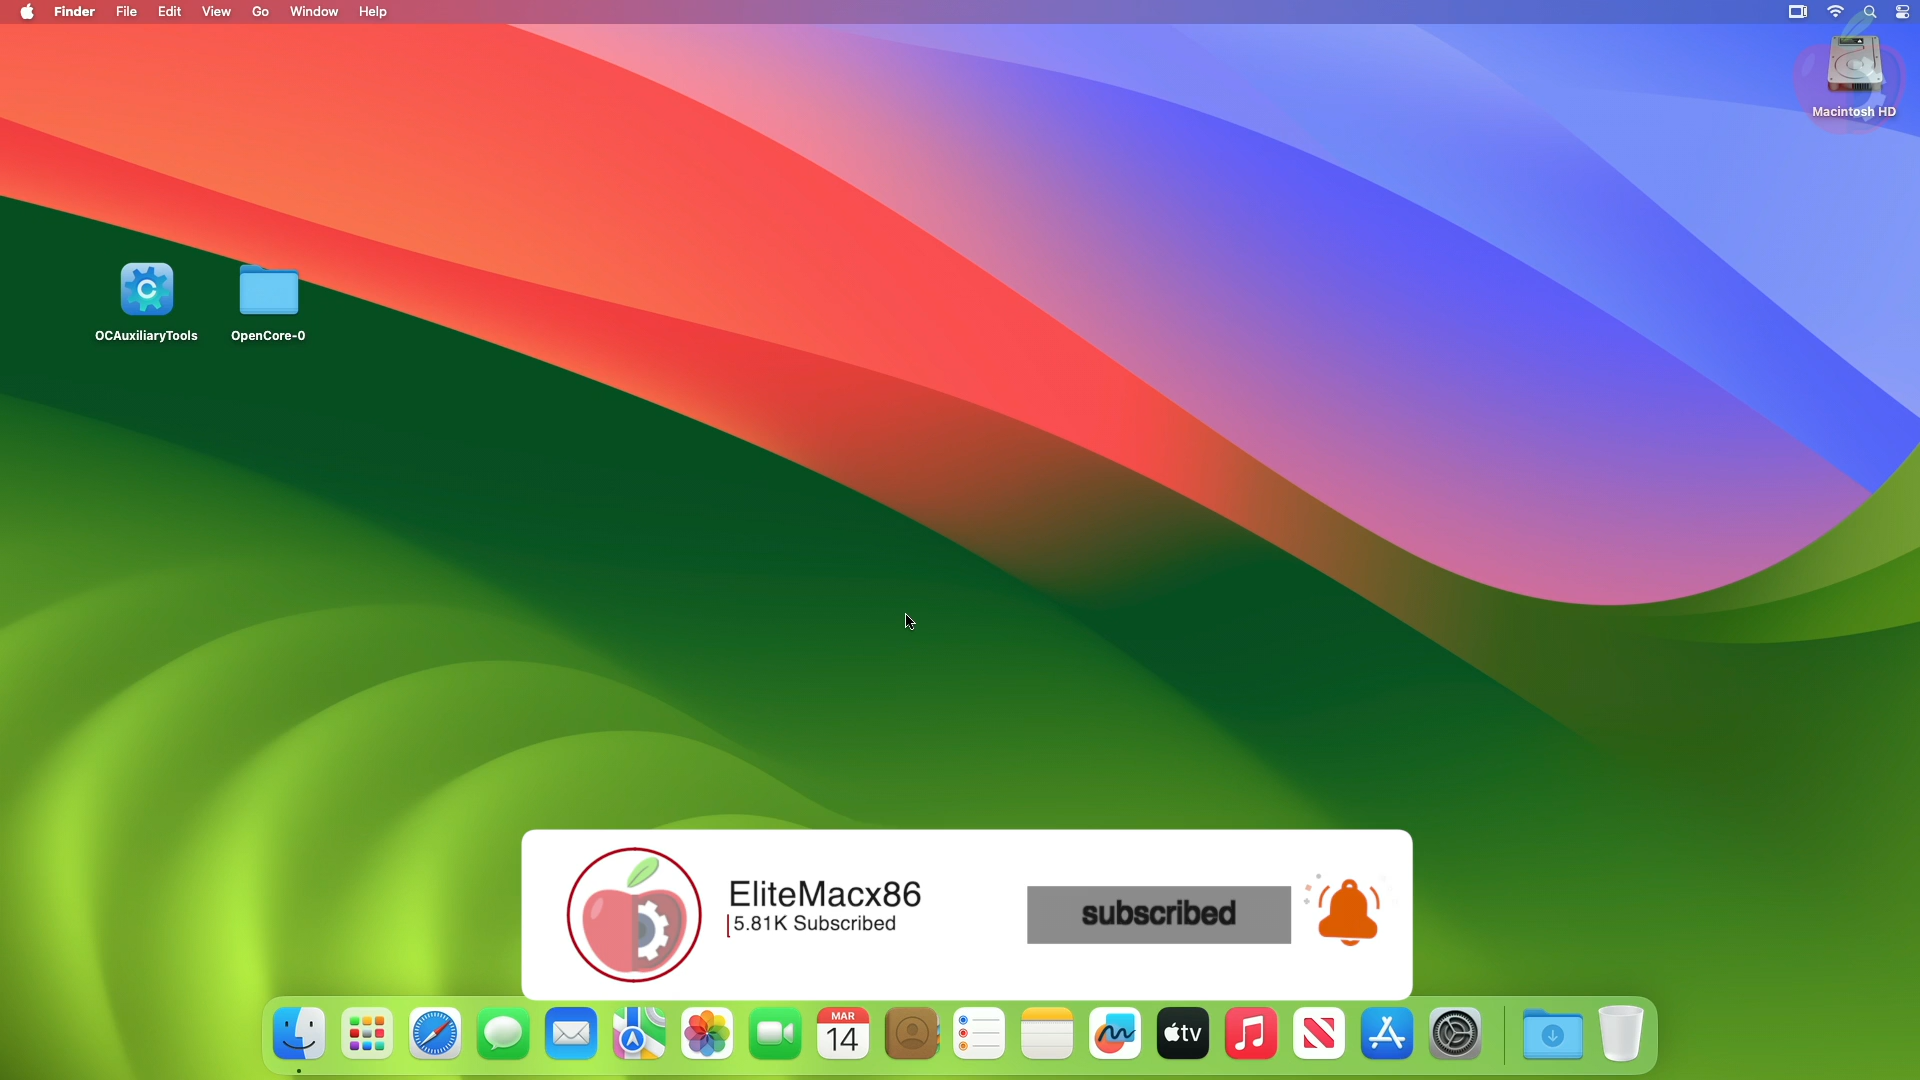 Finder File Edit View Go Window Help
Macintosh HD
OCAuxiliaryTools OpenCore-0
EliteMacx86
5.81K Subscribed
subscribed
MAR
14
tv